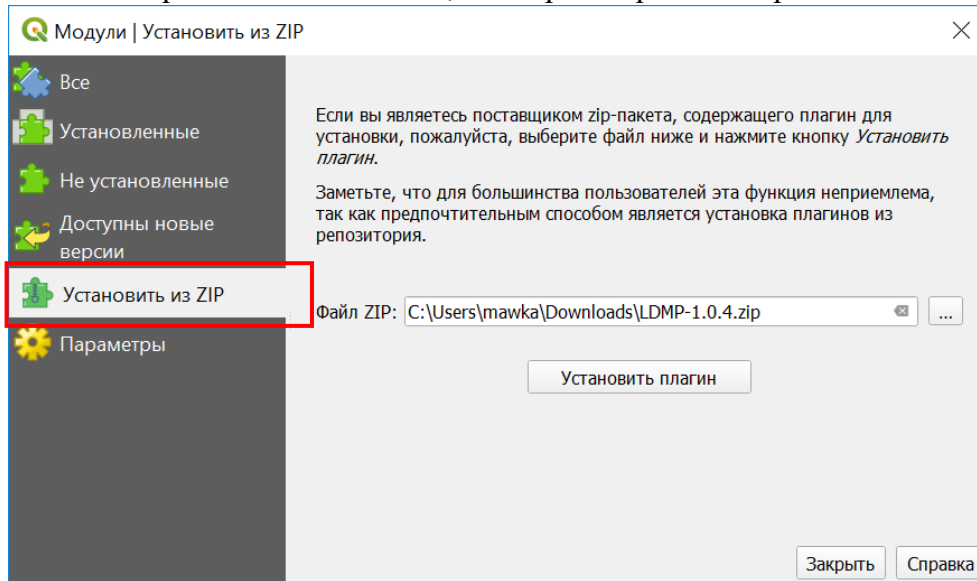 Модули | Установить из ZIP
Все
Установленные
Не установленные
Доступны новые
версии
Установить из ZIP
Параметры
Если вы являетесь поставщиком zip-пакета, содержащего плагин для
установки, пожалуйста, выберите файл ниже и нажмите кнопку Установить
плагин.
Заметьте, что для большинства пользователей эта функция неприемлема,
так как предпочтительным способом является установка плагинов из
репозитория.
Файл ZIP: C:\Users\mawka\Downloads\LDMP-1.0.4.zip ...
Установить плагин
Закрыть Справка